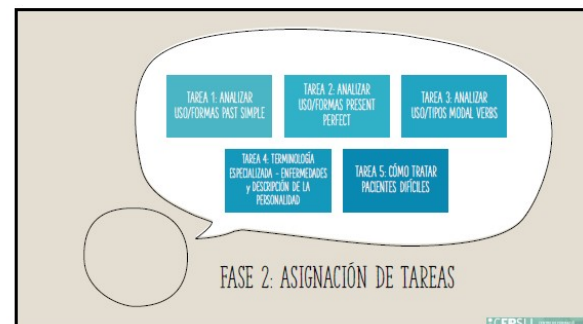 TAREA 1: ANALIZAR
USO/FORMAS PAST SIMPLE
TAREA 2: ANALIZAR
USO/FORMAS PRESENT
PERFECT
TAREA 3: ANALIZAR
USO/TIPOS MODAL VERBS
TAREA 4: TERMINOLOGÍA
ESPECIALIZADA - ENFERMEDADES
y DESCRIPCIÓN DE LA
PERSONALIDAD
TAREA 5: CÓMO TRATAR
PACIENTES DIFÍCILES
FASE 2: ASIGNACIÓN DE TAREAS